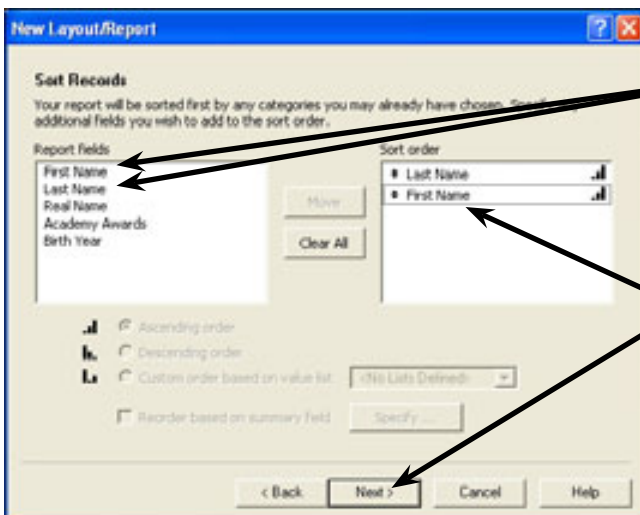 New Layout/Report
Sort Records
Your report will be sorted first by any categories you may already have chosen. Specify
additional fields you wish to add to the sort order.
Report fields
Sort order
First Name
Last Name
Real Name
Academy Awards
Birth Year
Move
Clear All
Last Name
First Name
Ascending order
Descending order
Custom order based on value list
<No Lists Defined>
Reorder based on summary field
Specify ....
< Back
Next >
Cancel
Help